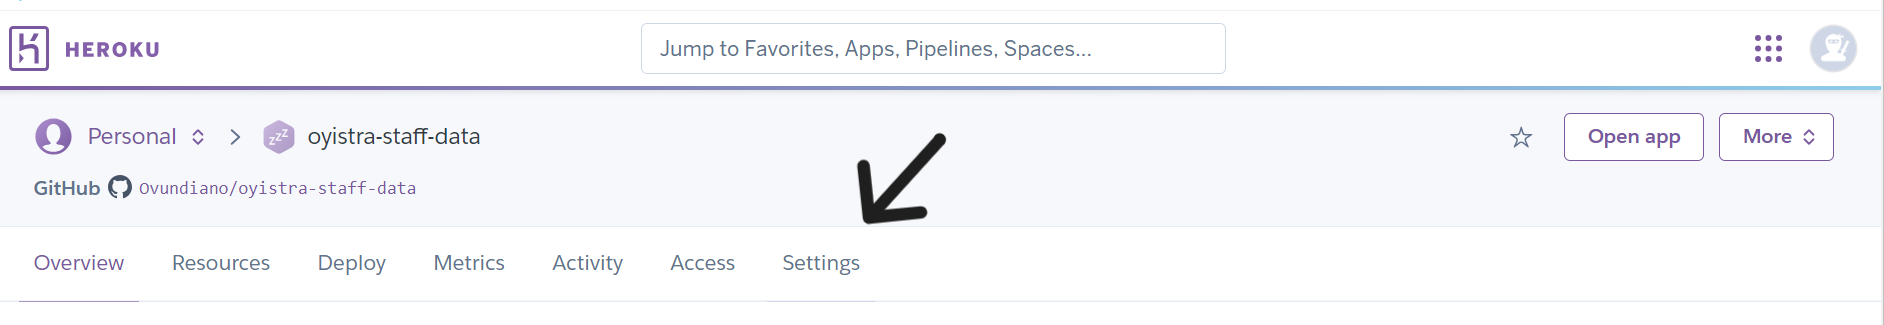 HEROKU
Jump to Favorites, Apps, Pipelines, Spaces...
Personal > zzz oyistra-staff-data
Open app
More
GitHub Ovundiano/oyistra-staff-data
Overview Resources Deploy Metrics Activity Access Settings